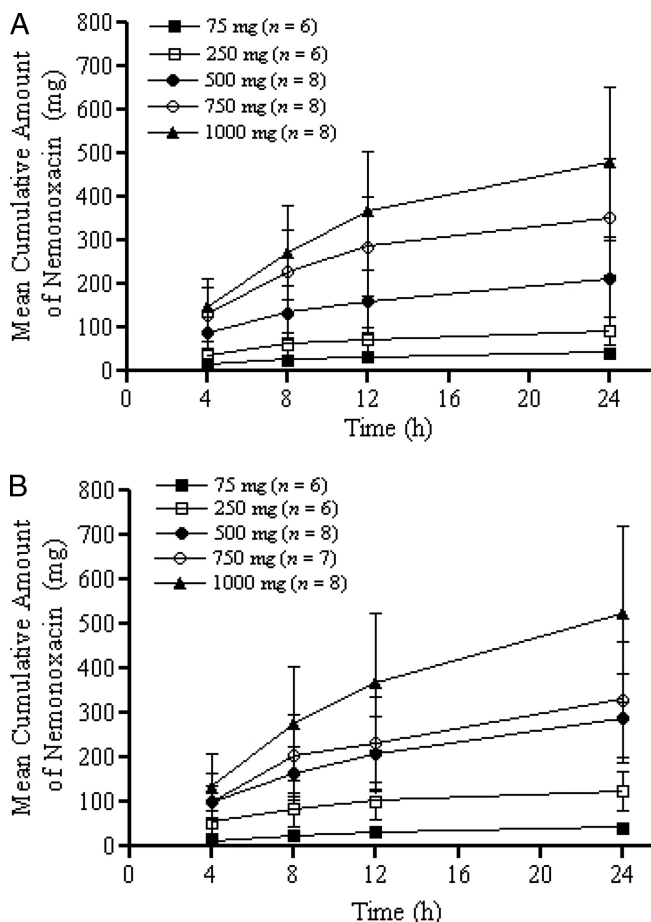 A
75 mg (n = 6)
250 mg (n = 6)
500 mg (n = 8)
750 mg (n = 8)
1000 mg (n = 8)
Mean Cumulative Amount
of Nemonoxacin (mg)
800
700
600
500
400
300
200
100
0
0 4 8 12 16 20 24
Time (h)
B
75 mg (n = 6)
250 mg (n = 6)
500 mg (n = 8)
750 mg (n = 7)
1000 mg (n = 8)
Mean Cumulative Amount
of Nemonoxacin (mg)
800
700
600
500
400
300
200
100
0
0 4 8 12 16 20 24
Time (h)